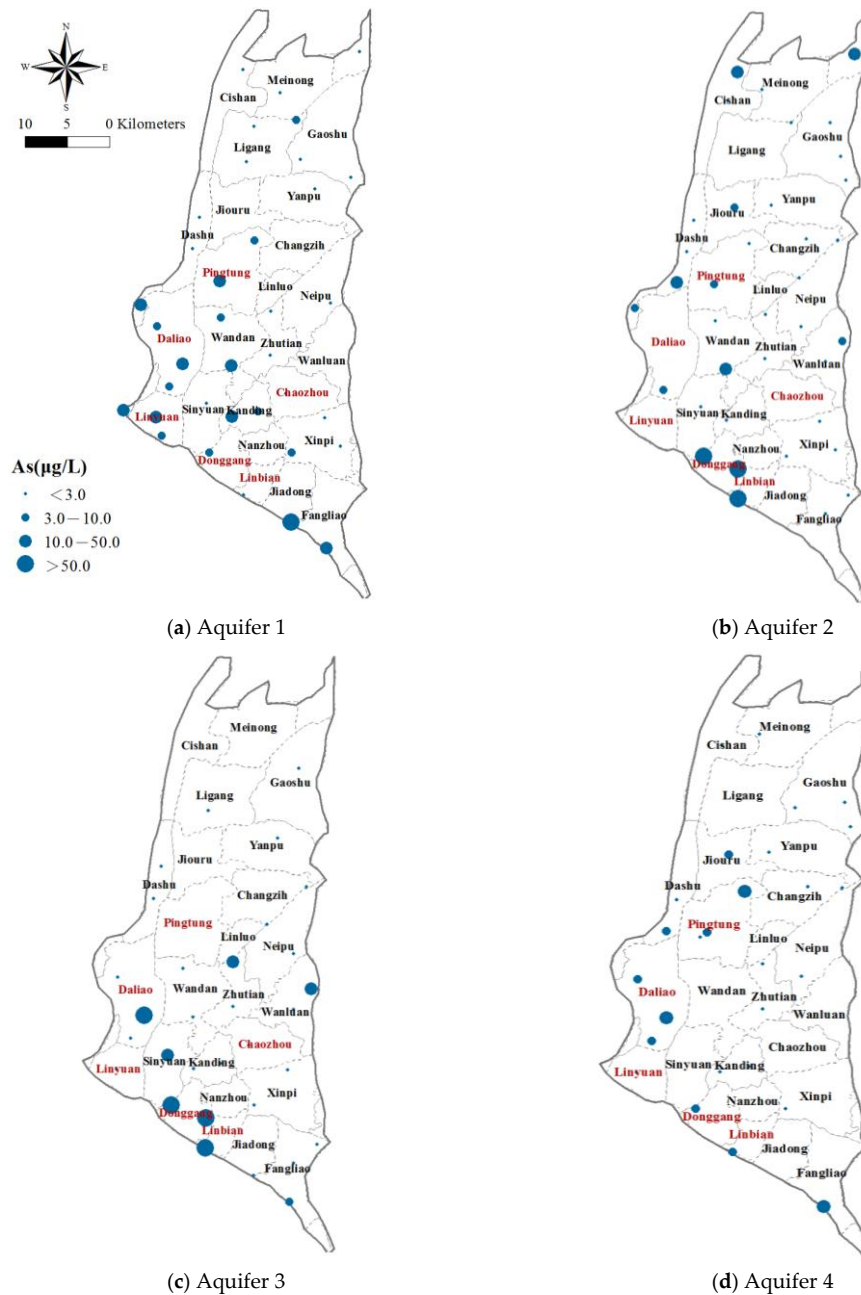 N
W E
S
10 5 0 Kilometers
Meinong
Cishan
Gaoshu
Ligang
Yanpu
Jiouru
Dashu
Changzih
Pingtung
Linluo
Neipu
Wandan
Daliao
Zhutian
Wanluan
Chaozhou
Sinyuan Kanding
Linyuan
Nanzhou Xinpi
Donggang
Linbian
Jiadong
Fangliao
As(μg/L)
<3.0
3.0—10.0
10.0—50.0
>50.0
(a) Aquifer 1
Meinong
Cishan
Gaoshu
Ligang
Yanpu
Jiouru
Dashu
Changzih
Pingtung
Linluo
Neipu
Wandan
Daliao
Zhutian
Wanluan
Chaozhou
Sinyuan Kanding
Linyuan
Nanzhou Xinpi
Donggang
Linbian
Jiadong
Fangliao
(b) Aquifer 2
Meinong
Cishan
Gaoshu
Ligang
Yanpu
Jiouru
Dashu
Changzih
Pingtung
Linluo
Neipu
Daliao
Wandan
Zhutian
Wanluan
Chaozhou
Sinyuan Kanding
Linyuan
Nanzhou Xinpi
Donggang
Linbian
Jiadong
Fangliao
(c) Aquifer 3
Meinong
Cishan
Gaoshu
Ligang
Yanpu
Jiouru
Dashu
Changzih
Pingtung
Linluo
Neipu
Daliao
Wandan
Zhutian
Wanluan
Chaozhou
Sinyuan Kanding
Linyuan
Nanzhou Xinpi
Donggang
Linbian
Jiadong
Fangliao
(d) Aquifer 4